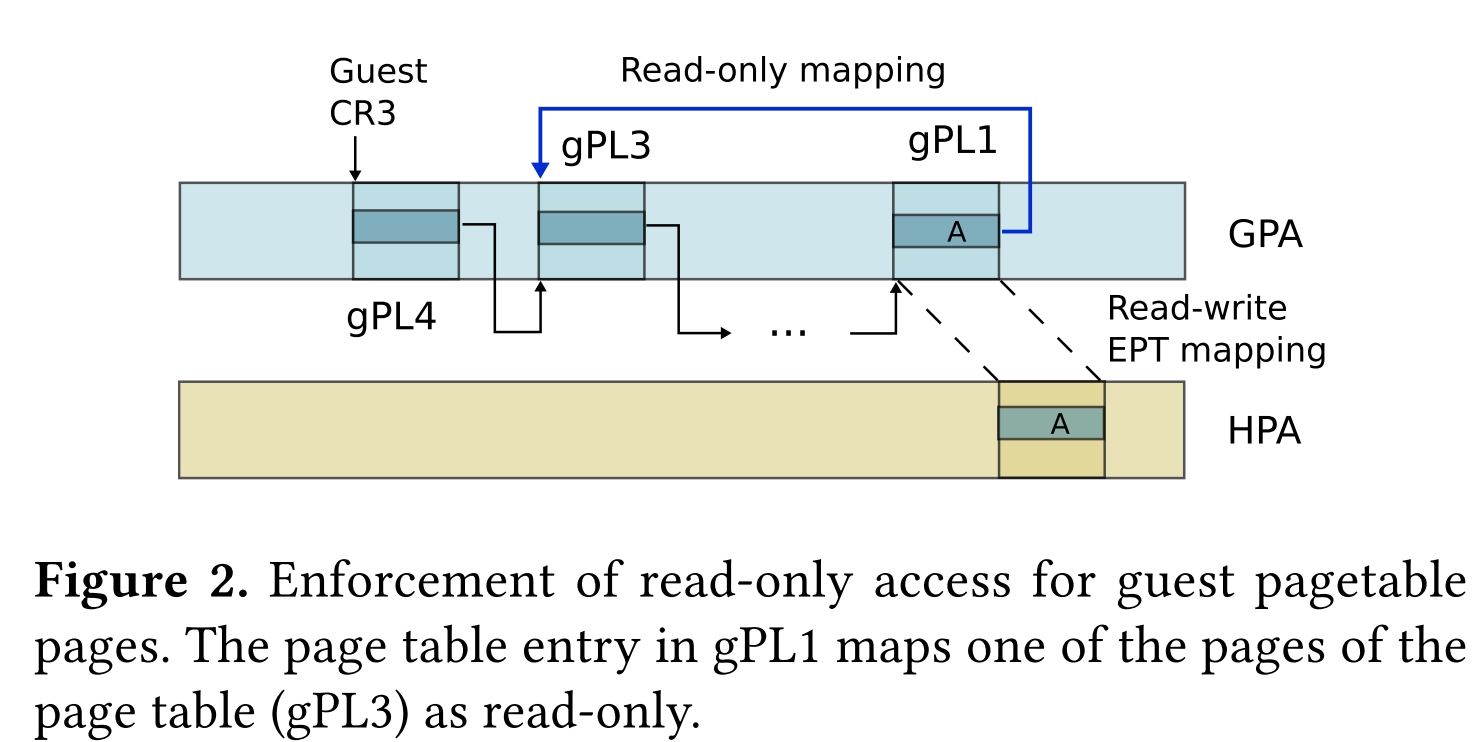 Guest
CR3
Read-only mapping
gPL3
gPL1
A
GPA
gPL4
...
Read-write
EPT mapping
A
HPA
Figure 2. Enforcement of read-only access for guest pagetable
pages. The page table entry in gPL1 maps one of the pages of the
page table (gPL3) as read-only.